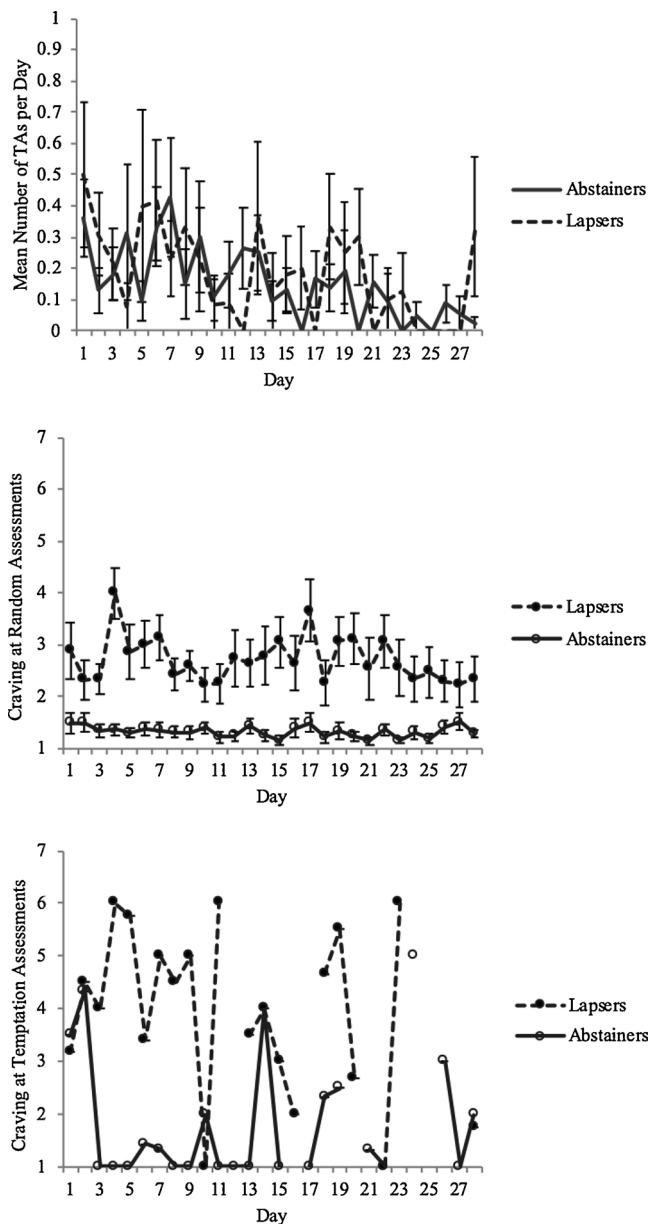 Mean Number of TAs per Day
1
0.9
0.8
0.7
0.6
0.5
0.4
0.3
0.2
0.1
0
1 3 5 7 9 11 13 15 17 19 21 23 25 27
Day
Abstainers
Lapsers
Craving at Random Assessments
7
6
5
4
3
2
1
1 3 5 7 9 11 13 15 17 19 21 23 25 27
Day
Lapsers
Abstainers
Craving at Temptation Assessments
7
6
5
4
3
2
1
1 3 5 7 9 11 13 15 17 19 21 23 25 27
Day
Lapsers
Abstainers